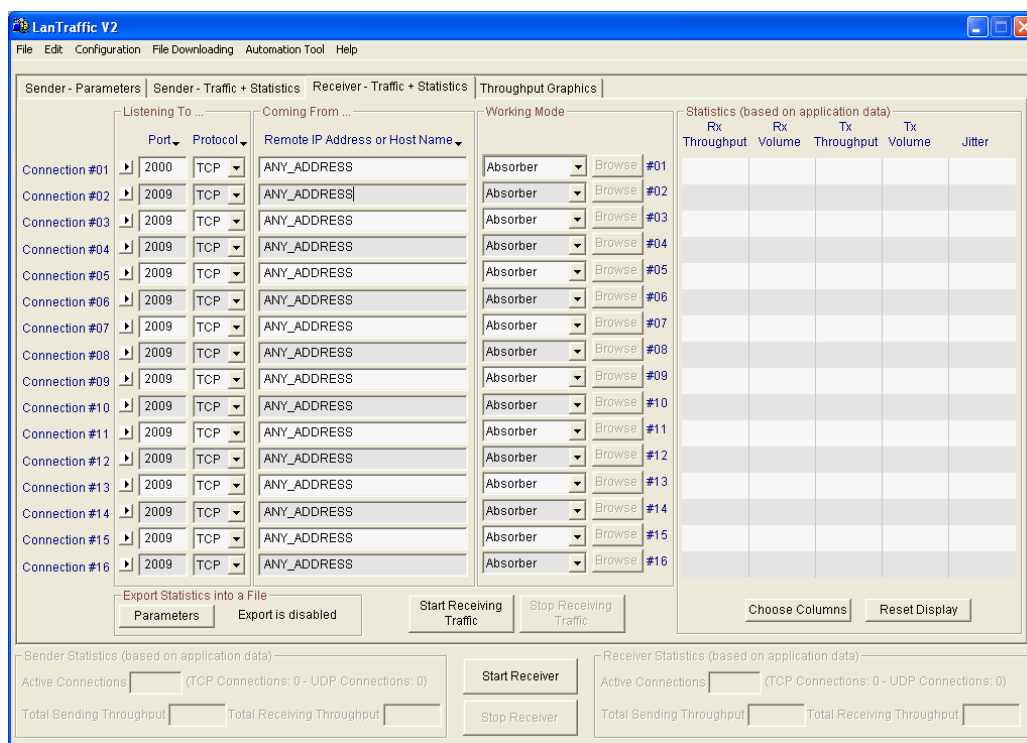 LanTraffic V2
File Edit Configuration File Downloading Automation Tool Help
Sender - Parameters Sender - Traffic + Statistics Receiver - Traffic + Statistics Throughput Graphics
Listening To ... Coming From ... Working Mode Statistics (based on application data)
Rx Rx Tx Tx
Port Protocol Remote IP Address or Host Name Throughput Volume Throughput Volume Jitter
Connection #01 2000 TCP ANY_ADDRESS Absorber Browse #01
Connection #02 2009 TCP ANY_ADDRESS Absorber Browse #02
Connection #03 2009 TCP ANY_ADDRESS Absorber Browse #03
Connection #04 2009 TCP ANY_ADDRESS Absorber Browse #04
Connection #05 2009 TCP ANY_ADDRESS Absorber Browse #05
Connection #06 2009 TCP ANY_ADDRESS Absorber Browse #06
Connection #07 2009 TCP ANY_ADDRESS Absorber Browse #07
Connection #08 2009 TCP ANY_ADDRESS Absorber Browse #08
Connection #09 2009 TCP ANY_ADDRESS Absorber Browse #09
Connection #10 2009 TCP ANY_ADDRESS Absorber Browse #10
Connection #11 2009 TCP ANY_ADDRESS Absorber Browse #11
Connection #12 2009 TCP ANY_ADDRESS Absorber Browse #12
Connection #13 2009 TCP ANY_ADDRESS Absorber Browse #13
Connection #14 2009 TCP ANY_ADDRESS Absorber Browse #14
Connection #15 2009 TCP ANY_ADDRESS Absorber Browse #15
Connection #16 2009 TCP ANY_ADDRESS Absorber Browse #16
Export Statistics into a File
Parameters Export is disabled
Start Receiving Traffic
Stop Receiving Traffic
Choose Columns Reset Display
Sender Statistics (based on application data)
Active Connections (TCP Connections: 0 - UDP Connections: 0)
Total Sending Throughput Total Receiving Throughput
Start Receiver
Stop Receiver
Receiver Statistics (based on application data)
Active Connections (TCP Connections: 0 - UDP Connections: 0)
Total Sending Throughput Total Receiving Throughput